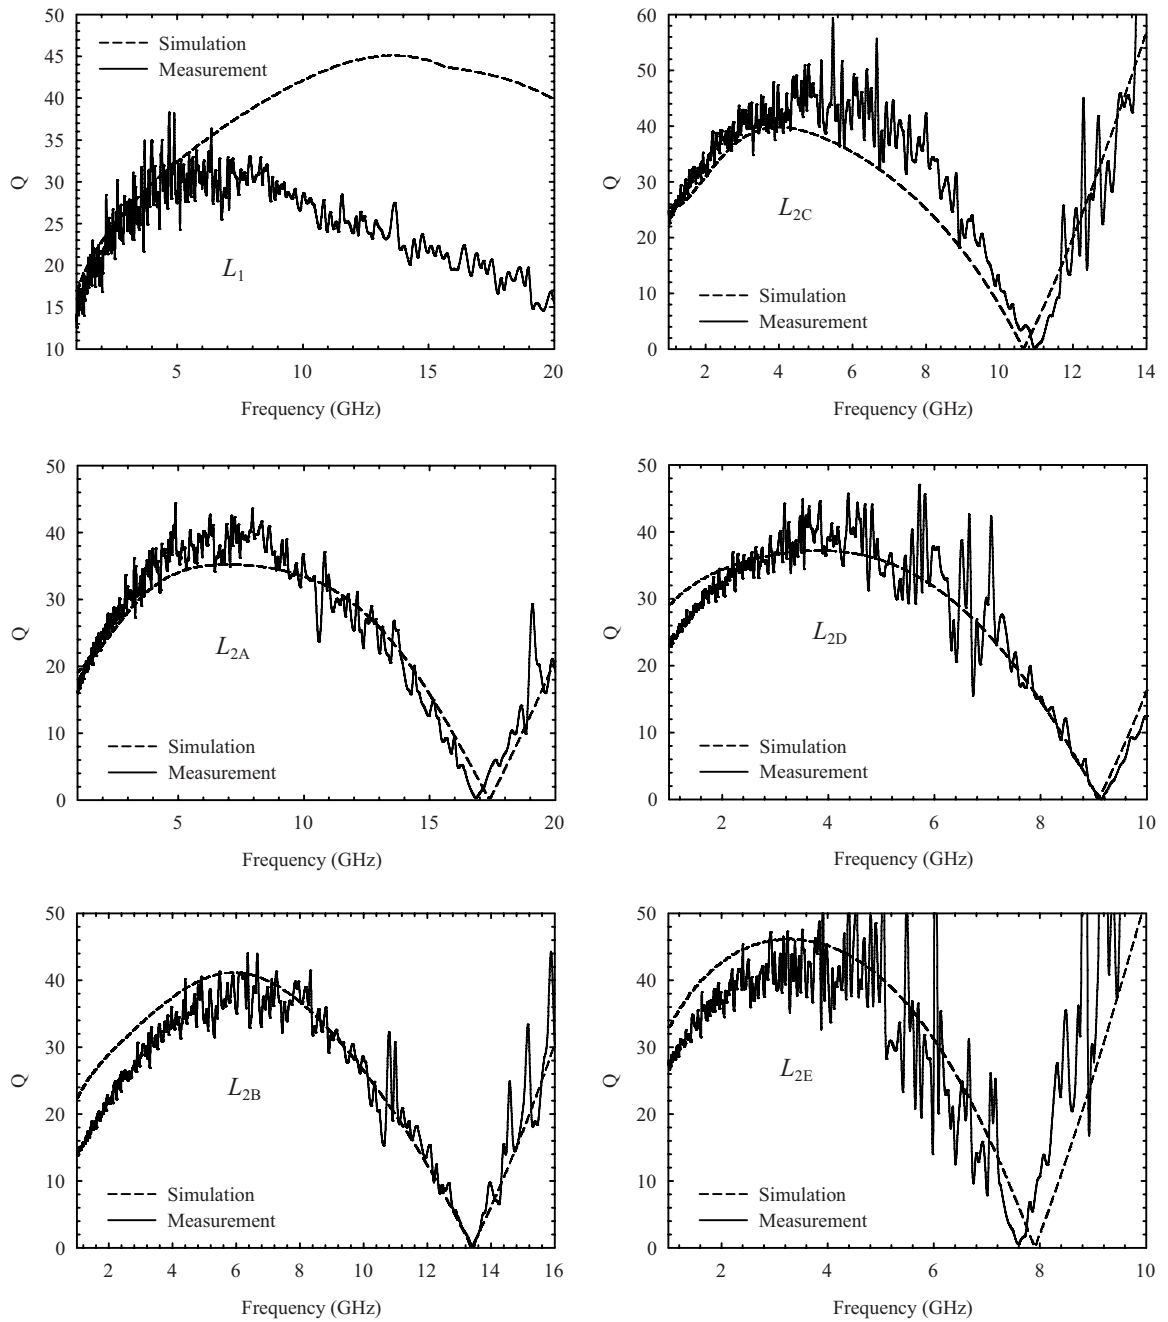 50
45
40
35
30
25
20
15
10
Q
Simulation
Measurement
L1
5 10 15 20
Frequency (GHz)
60
50
40
30
20
10
0
Q
L2C
Simulation
Measurement
2 4 6 8 10 12 14
Frequency (GHz)
50
40
30
20
10
0
Q
L2A
Simulation
Measurement
5 10 15 20
Frequency (GHz)
50
40
30
20
10
0
Q
L2D
Simulation
Measurement
2 4 6 8 10
Frequency (GHz)
50
40
30
20
10
0
Q
L2B
Simulation
Measurement
2 4 6 8 10 12 14 16
Frequency (GHz)
50
40
30
20
10
0
Q
L2E
Simulation
Measurement
2 4 6 8 10
Frequency (GHz)